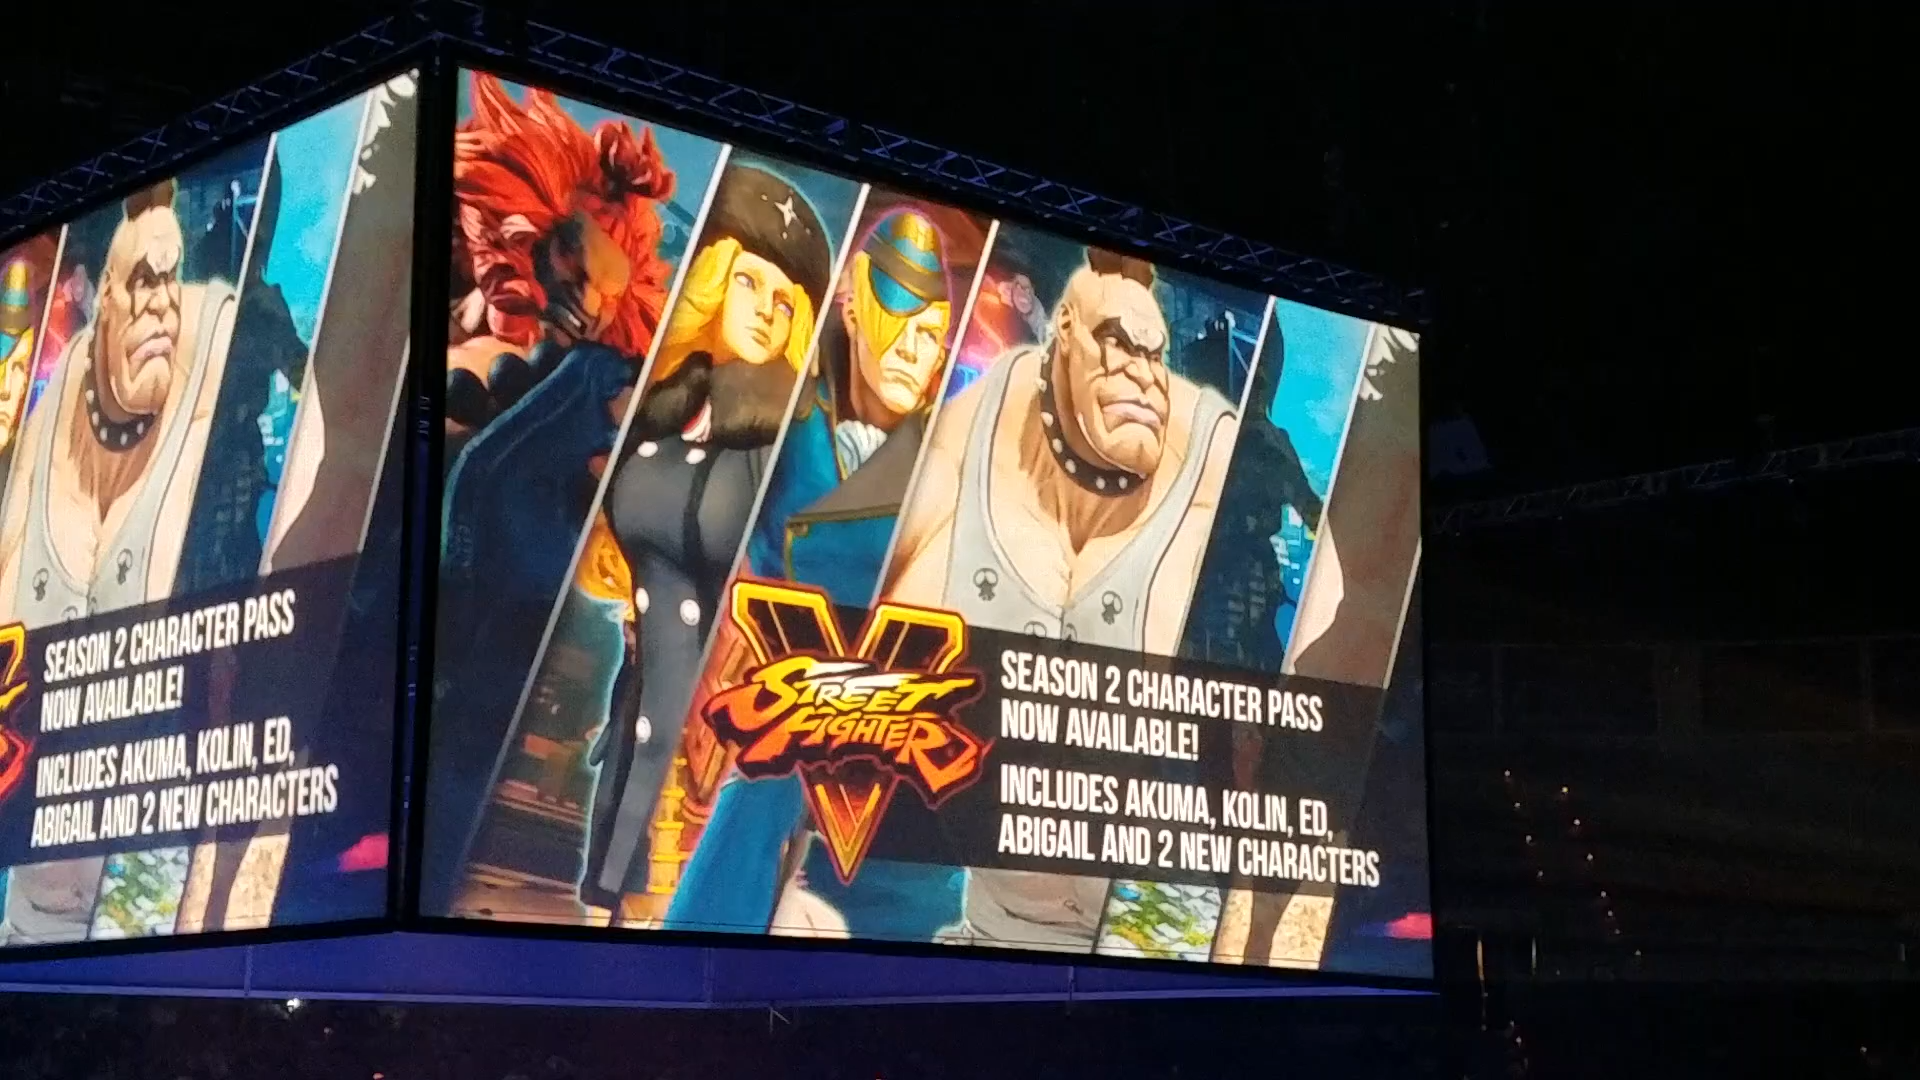 SEASON 2 CHARACTER PASS
NOW AVAILABLE!
INCLUDES AKUMA, KOLIN, ED,
ABIGAIL AND 2 NEW CHARACTERS
V
STREET
FIGHTER
SEASON 2 CHARACTER PASS
NOW AVAILABLE!
INCLUDES AKUMA, KOLIN, ED,
ABIGAIL AND 2 NEW CHARACTERS